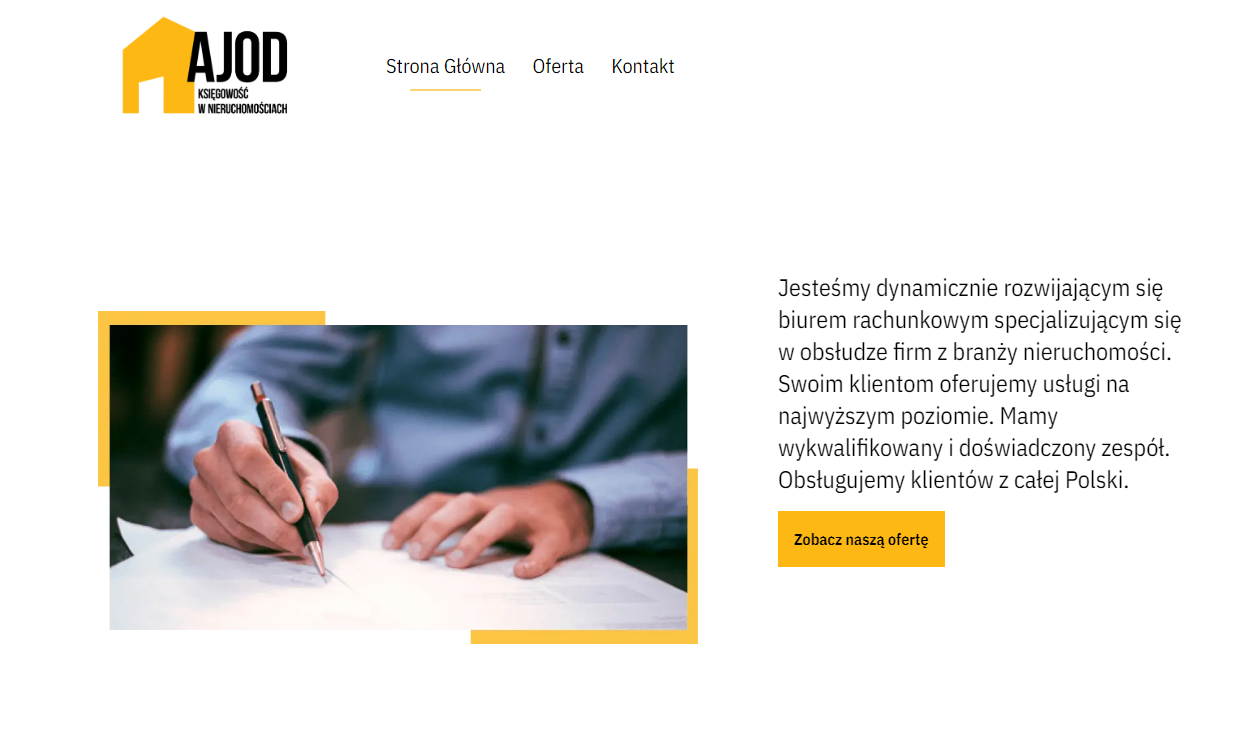 AJOD
KSIĘGOWOŚĆ
W NIERUCHOMOŚCIACH
Strona Główna Oferta Kontakt
Jesteśmy dynamicznie rozwijającym się
biurem rachunkowym specjalizującym się
w obsłudze firm z branży nieruchomości.
Swoim klientom oferujemy usługi na
najwyższym poziomie. Mamy
wykwalifikowany i doświadczony zespół.
Obsługujemy klientów z całej Polski.
Zobacz naszą ofertę